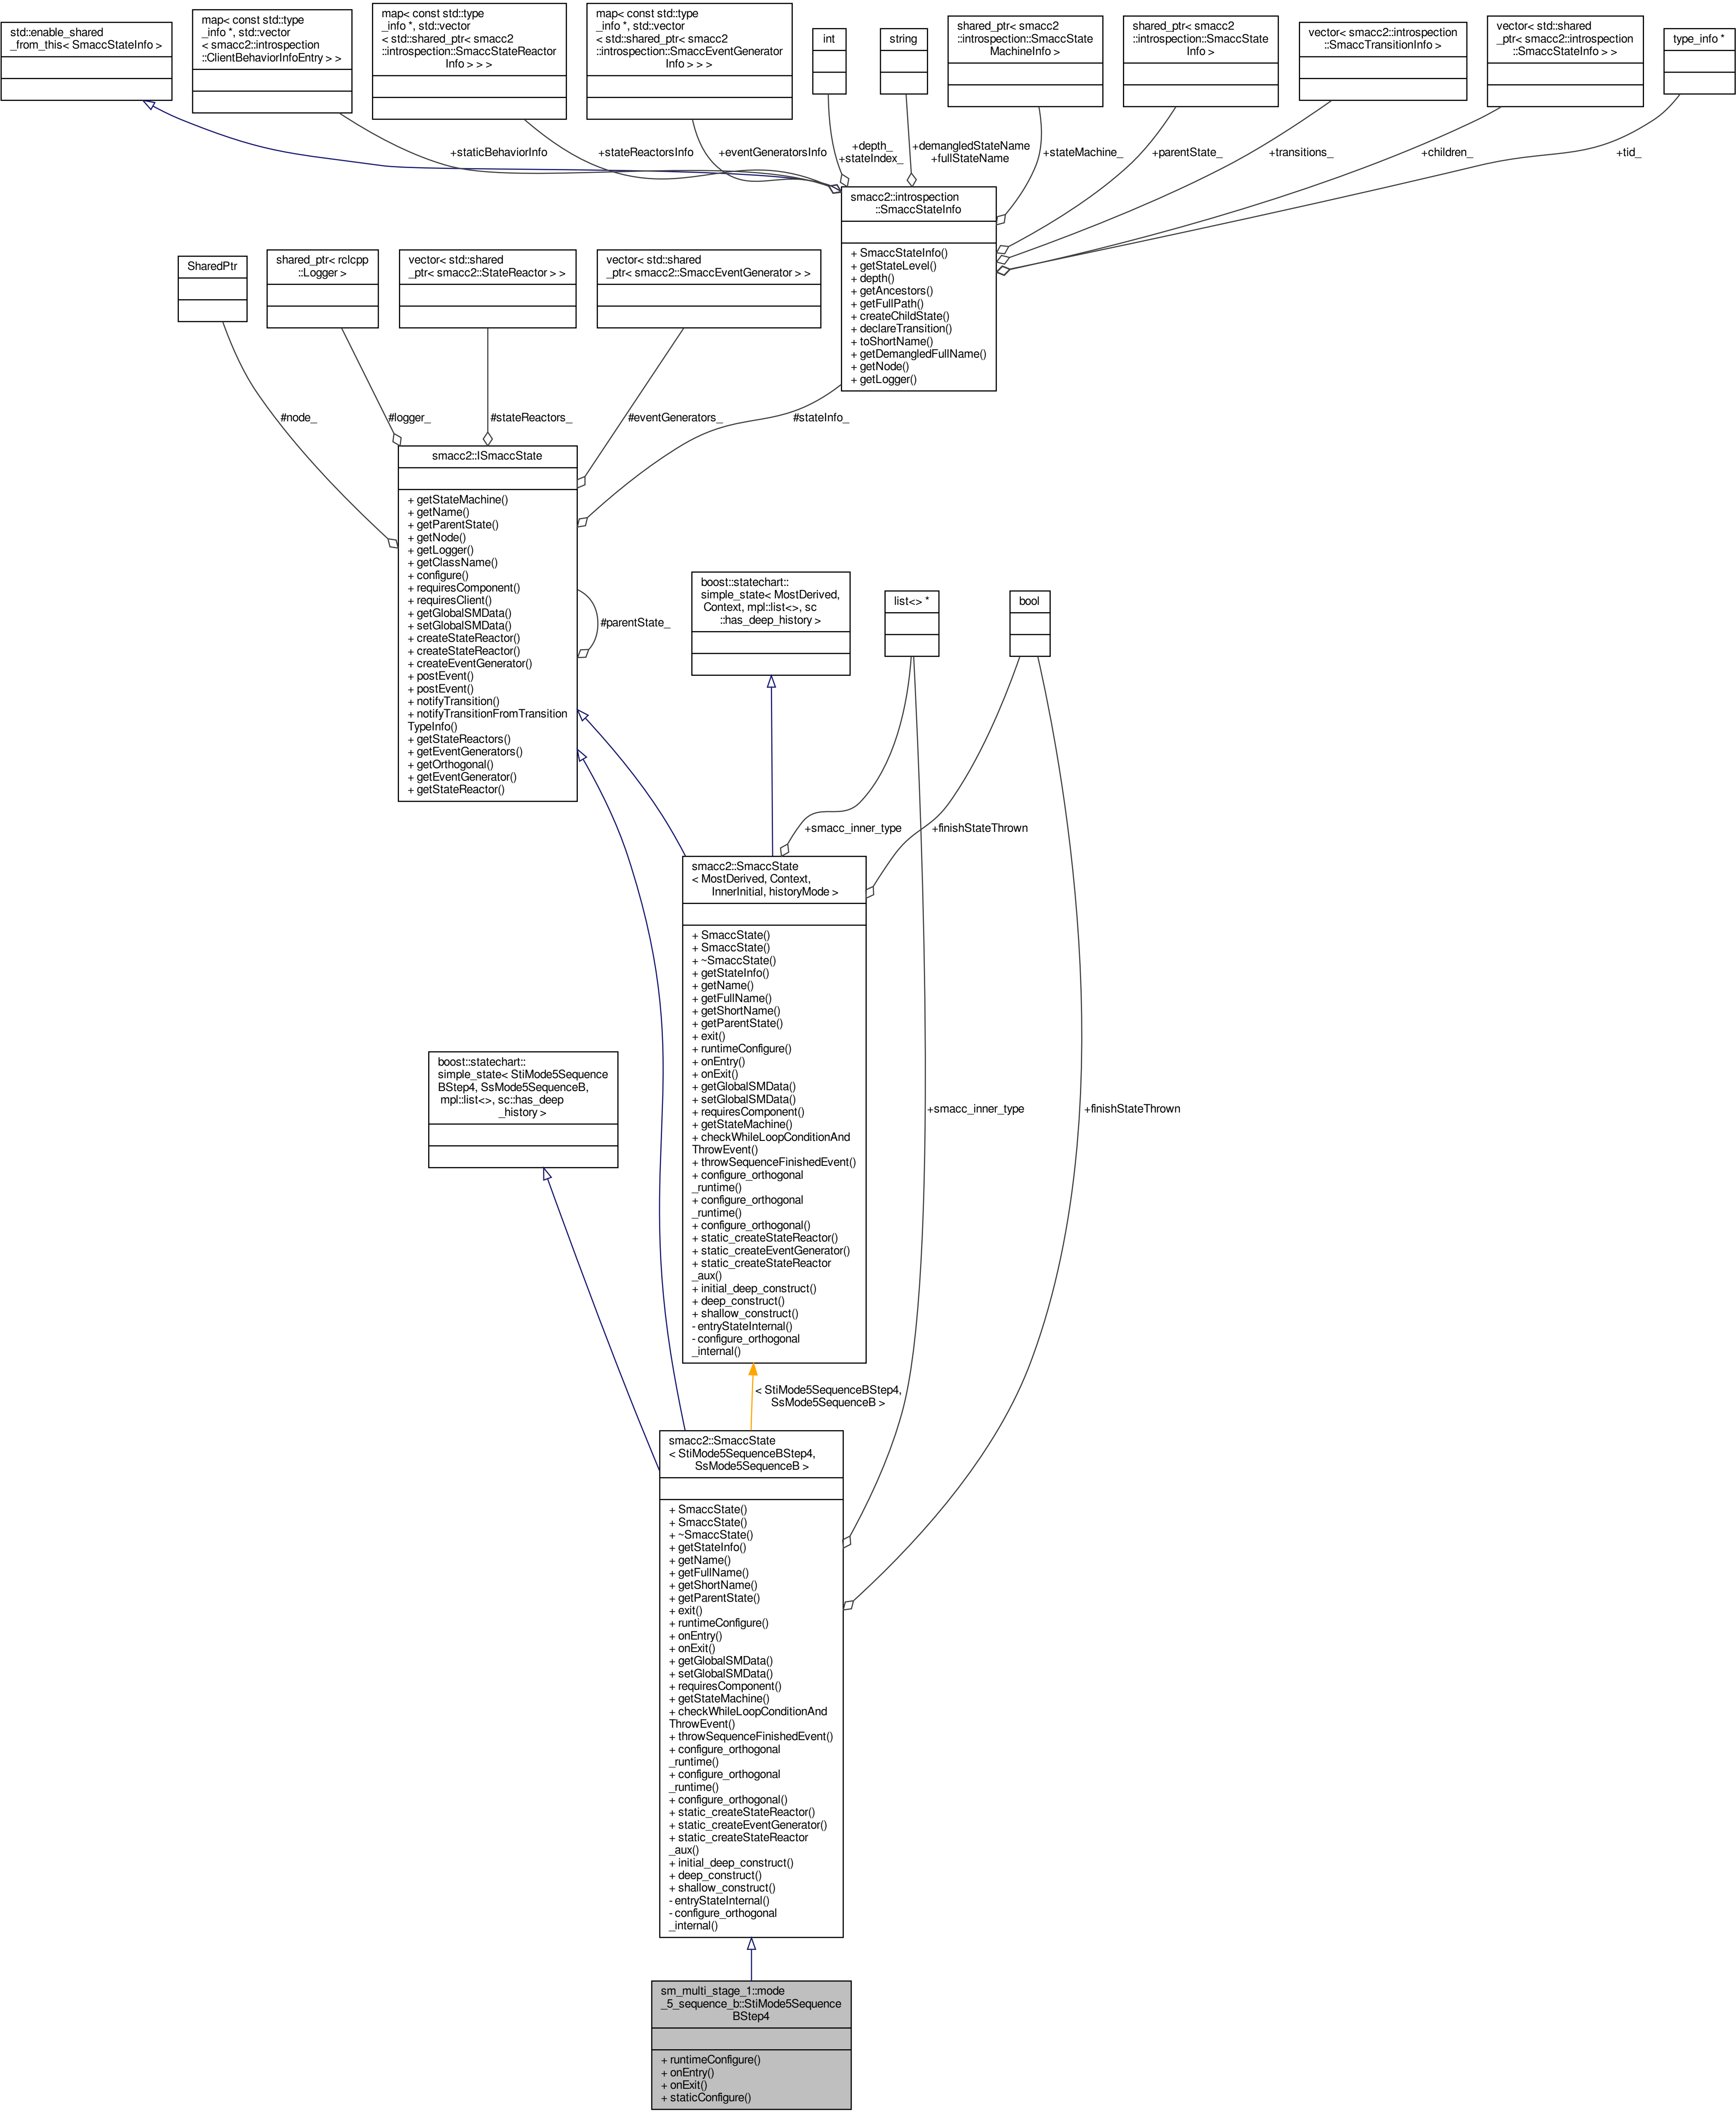 std::enable_shared
_from_this< SmaccStateInfo >
map< const std::type
_info *, std::vector
< smacc2::introspection
::ClientBehaviorInfoEntry > >
map< const std::type
_info *, std::vector
< std::shared_ptr< smacc2
::introspection::SmaccStateReactor
Info > > >
map< const std::type
_info *, std::vector
< std::shared_ptr< smacc2
::introspection::SmaccEventGenerator
Info > > >
int
string
shared_ptr< smacc2
::introspection::SmaccState
MachineInfo >
shared_ptr< smacc2
::introspection::SmaccState
Info >
vector< smacc2::introspection
::SmaccTransitionInfo >
vector< std::shared
_ptr< smacc2::introspection
::SmaccStateInfo > >
type_info *
+staticBehaviorInfo
+stateReactorsInfo
+eventGeneratorsInfo
+depth_
+stateIndex_
+demangledStateName
+fullStateName
+stateMachine_
+parentState_
+transitions_
+children_
+tid_
smacc2::introspection
::SmaccStateInfo
+ SmaccStateInfo()
+ getStateLevel()
+ depth()
+ getAncestors()
+ getFullPath()
+ createChildState()
+ declareTransition()
+ toShortName()
+ getDemangledFullName()
+ getNode()
+ getLogger()
SharedPtr
shared_ptr< rclcpp
::Logger >
vector< std::shared
_ptr< smacc2::StateReactor > >
vector< std::shared
_ptr< smacc2::SmaccEventGenerator > >
#node_
#logger_
#stateReactors_
#eventGenerators_
#stateInfo_
smacc2::ISmaccState
+ getStateMachine()
+ getName()
+ getParentState()
+ getNode()
+ getLogger()
+ getClassName()
+ configure()
+ requiresComponent()
+ requiresClient()
+ getGlobalSMData()
+ setGlobalSMData()
+ createStateReactor()
+ createStateReactor()
+ createEventGenerator()
+ postEvent()
+ postEvent()
+ notifyTransition()
+ notifyTransitionFromTransition
TypeInfo()
+ getStateReactors()
+ getEventGenerators()
+ getOrthogonal()
+ getEventGenerator()
+ getStateReactor()
#parentState_
boost::statechart::
simple_state< MostDerived,
Context, mpl::list<>, sc
::has_deep_history >
list<> *
bool
+smacc_inner_type
+finishStateThrown
smacc2::SmaccState
< MostDerived, Context,
InnerInitial, historyMode >
+ SmaccState()
+ SmaccState()
+ ~SmaccState()
+ getStateInfo()
+ getName()
+ getFullName()
+ getShortName()
+ getParentState()
+ exit()
+ runtimeConfigure()
+ onEntry()
+ onExit()
+ getGlobalSMData()
+ setGlobalSMData()
+ requiresComponent()
+ getStateMachine()
+ checkWhileLoopConditionAnd
ThrowEvent()
+ throwSequenceFinishedEvent()
+ configure_orthogonal
_runtime()
+ configure_orthogonal
_runtime()
+ configure_orthogonal()
+ static_createStateReactor()
+ static_createEventGenerator()
+ static_createStateReactor
_aux()
+ initial_deep_construct()
+ deep_construct()
+ shallow_construct()
- entryStateInternal()
- configure_orthogonal
_internal()
boost::statechart::
simple_state< StiMode5Sequence
BStep4, SsMode5SequenceB,
mpl::list<>, sc::has_deep
_history >
+smacc_inner_type
+finishStateThrown
< StiMode5SequenceBStep4,
SsMode5SequenceB >
smacc2::SmaccState
< StiMode5SequenceBStep4,
SsMode5SequenceB >
+ SmaccState()
+ SmaccState()
+ ~SmaccState()
+ getStateInfo()
+ getName()
+ getFullName()
+ getShortName()
+ getParentState()
+ exit()
+ runtimeConfigure()
+ onEntry()
+ onExit()
+ getGlobalSMData()
+ setGlobalSMData()
+ requiresComponent()
+ getStateMachine()
+ checkWhileLoopConditionAnd
ThrowEvent()
+ throwSequenceFinishedEvent()
+ configure_orthogonal
_runtime()
+ configure_orthogonal
_runtime()
+ configure_orthogonal()
+ static_createStateReactor()
+ static_createEventGenerator()
+ static_createStateReactor
_aux()
+ initial_deep_construct()
+ deep_construct()
+ shallow_construct()
- entryStateInternal()
- configure_orthogonal
_internal()
sm_multi_stage_1::mode
_5_sequence_b::StiMode5Sequence
BStep4
+ runtimeConfigure()
+ onEntry()
+ onExit()
+ staticConfigure()